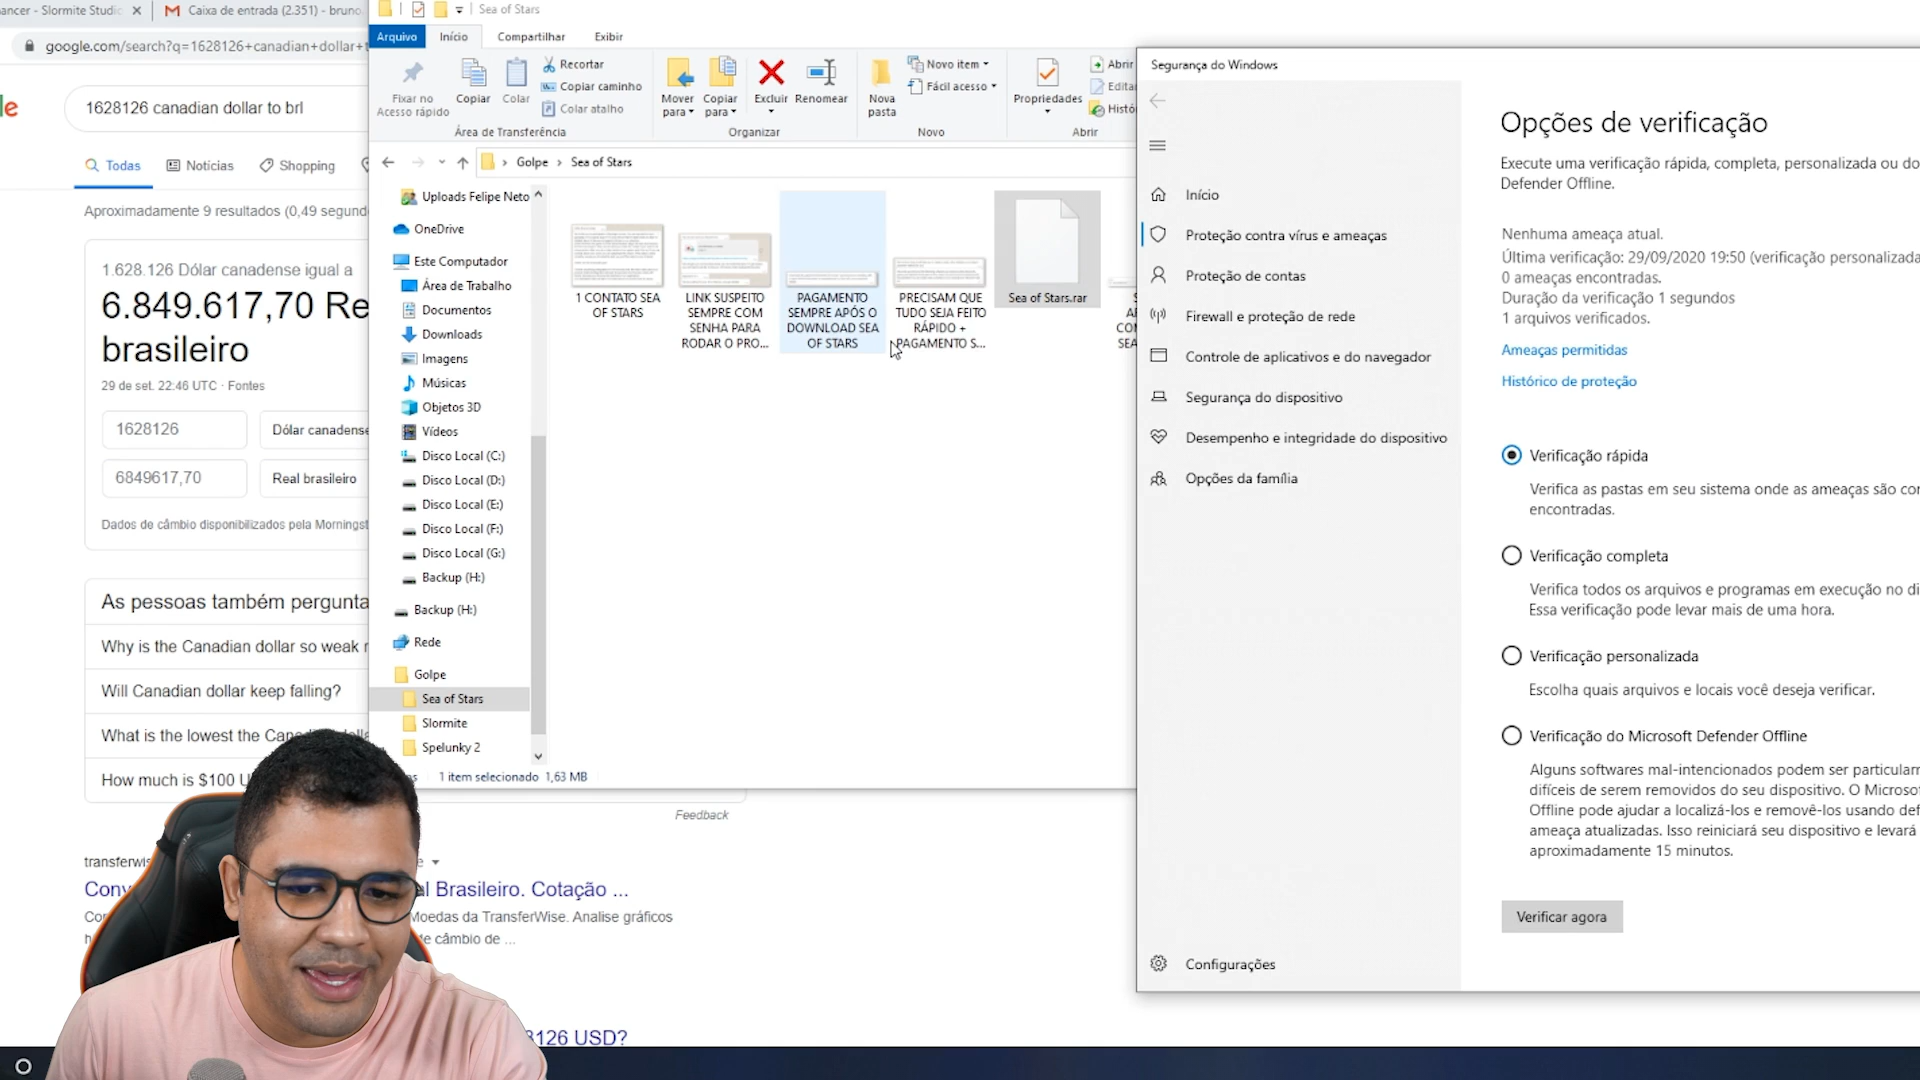 ancer - Slormite Studio
Caixa de entrada (2.351) - bruno.
google.com/search?q=1628126+canadian+dollar+t
1628126 canadian dollar to brl
Todas
Notícias
Shopping
Aproximadamente 9 resultados (0,49 segund
1.628.126 Dólar canadense igual a
6.849.617,70 Re
brasileiro
29 de set. 22:46 UTC · Fontes
1628126
Dólar canadense
6849617,70
Real brasileiro
Dados de câmbio disponibilizados pela Morningst
As pessoas também pergunta
Why is the Canadian dollar so weak r
Will Canadian dollar keep falling?
What is the lowest the Cana
How much is $100 U
Feedback
transferwis
Conv
al Brasileiro. Cotação ...
Moedas da TransferWise. Analise gráficos
e câmbio de ...
3126 USD?
Sea of Stars
Arquivo
Início
Compartilhar
Exibir
Fixar no
Acesso rápido
Copiar
Colar
Recortar
Copiar caminho
Colar atalho
Área de Transferência
Mover
para
Copiar
para
Excluir
Renomear
Organizar
Nova
pasta
Novo item
Fácil acesso
Novo
Propriedades
Abrir
Edita
Histó
Abrir
Golpe
Sea of Stars
Uploads Felipe Neto
OneDrive
Este Computador
Área de Trabalho
Documentos
Downloads
Imagens
Músicas
Objetos 3D
Vídeos
Disco Local (C:)
Disco Local (D:)
Disco Local (E:)
Disco Local (F:)
Disco Local (G:)
Backup (H:)
Backup (H:)
Rede
Golpe
Sea of Stars
Slormite
Spelunky 2
1 item selecionado 1,63 MB
1 CONTATO SEA
OF STARS
LINK SUSPEITO
SEMPRE COM
SENHA PARA
RODAR O PRO...
PAGAMENTO
SEMPRE APÓS O
DOWNLOAD SEA
OF STARS
PRECISAM QUE
TUDO SEJA FEITO
RÁPIDO +
PAGAMENTO S...
Sea of Stars.rar
Segurança do Windows
Início
Proteção contra vírus e ameaças
Proteção de contas
Firewall e proteção de rede
Controle de aplicativos e do navegador
Segurança do dispositivo
Desempenho e integridade do dispositivo
Opções da família
Configurações
Opções de verificação
Execute uma verificação rápida, completa, personalizada ou do
Defender Offline.
Nenhuma ameaça atual.
Última verificação: 29/09/2020 19:50 (verificação personalizada
0 ameaças encontradas.
Duração da verificação 1 segundos
1 arquivos verificados.
Ameaças permitidas
Histórico de proteção
Verificação rápida
Verifica as pastas em seu sistema onde as ameaças são co
encontradas.
Verificação completa
Verifica todos os arquivos e programas em execução no di
Essa verificação pode levar mais de uma hora.
Verificação personalizada
Escolha quais arquivos e locais você deseja verificar.
Verificação do Microsoft Defender Offline
Alguns softwares mal-intencionados podem ser particularm
difíceis de serem removidos do seu dispositivo. O Microsof
Offline pode ajudar a localizá-los e removê-los usando def
ameaça atualizadas. Isso reiniciará seu dispositivo e levará
aproximadamente 15 minutos.
Verificar agora